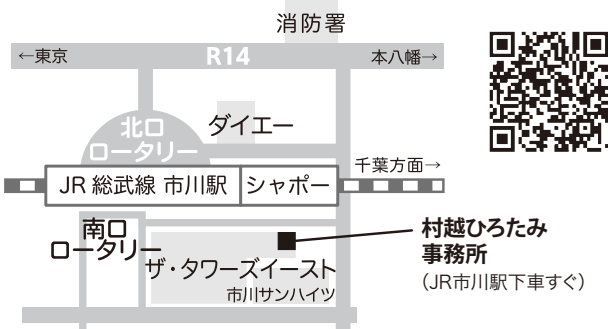 消防署
←東京
R14
本八幡→
北口
ロータリー
ダイエー
千葉方面→
JR 総武線 市川駅
シャポー
南口
ロータリー
村越ひろたみ
事務所
(JR市川駅下車すぐ)
ザ・タワーズイースト
市川サンハイツ